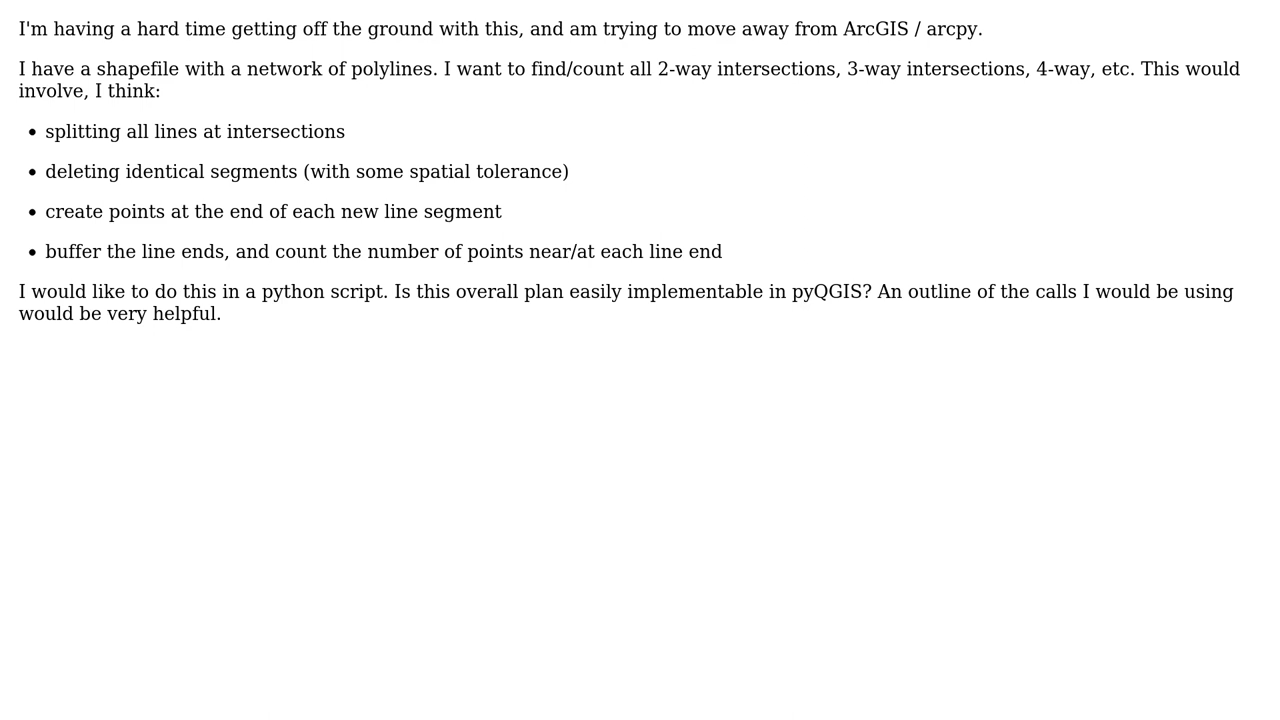 I'm having a hard time getting off the ground with this, and am trying to move away from ArcGIS / arcpy.
I have a shapefile with a network of polylines. I want to find/count all 2-way intersections, 3-way intersections, 4-way, etc. This would
involve, I think:
• splitting all lines at intersections
• deleting identical segments (with some spatial tolerance)
• create points at the end of each new line segment
• buffer the line ends, and count the number of points near/at each line end
I would like to do this in a python script. Is this overall plan easily implementable in pyQGIS? An outline of the calls I would be using
would be very helpful.